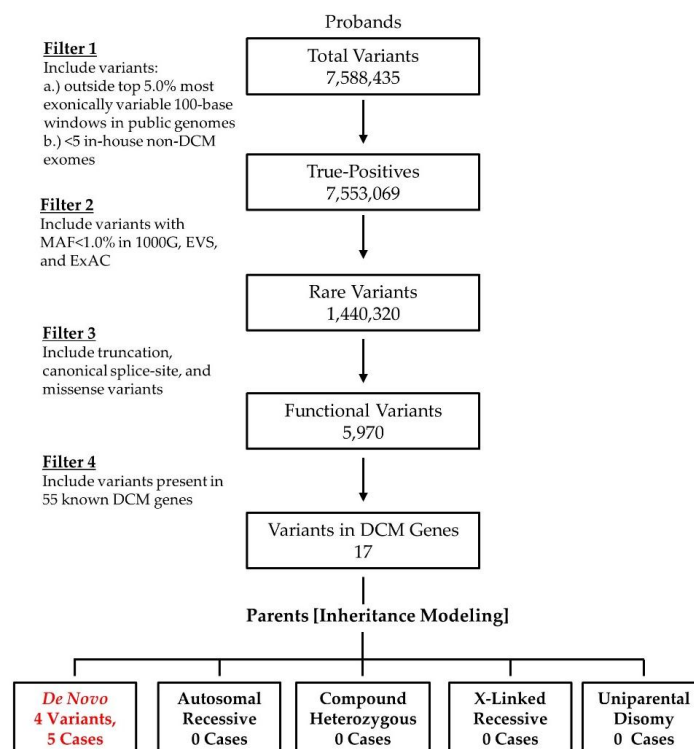 Probands
Filter 1
Include variants:
a.) outside top 5.0% most
exonically variable 100-base
windows in public genomes
b.) <5 in-house non-DCM
exomes
Total Variants
7,588,435
True-Positives
7,553,069
Filter 2
Include variants with
MAF<1.0% in 1000G, EVS,
and ExAC
Rare Variants
1,440,320
Filter 3
Include truncation,
canonical splice-site, and
missense variants
Functional Variants
5,970
Filter 4
Include variants present in
55 known DCM genes
Variants in DCM Genes
17
Parents [Inheritance Modeling]
De Novo
4 Variants,
5 Cases
Autosomal
Recessive
0 Cases
Compound
Heterozygous
0 Cases
X-Linked
Recessive
0 Cases
Uniparental
Disomy
0 Cases